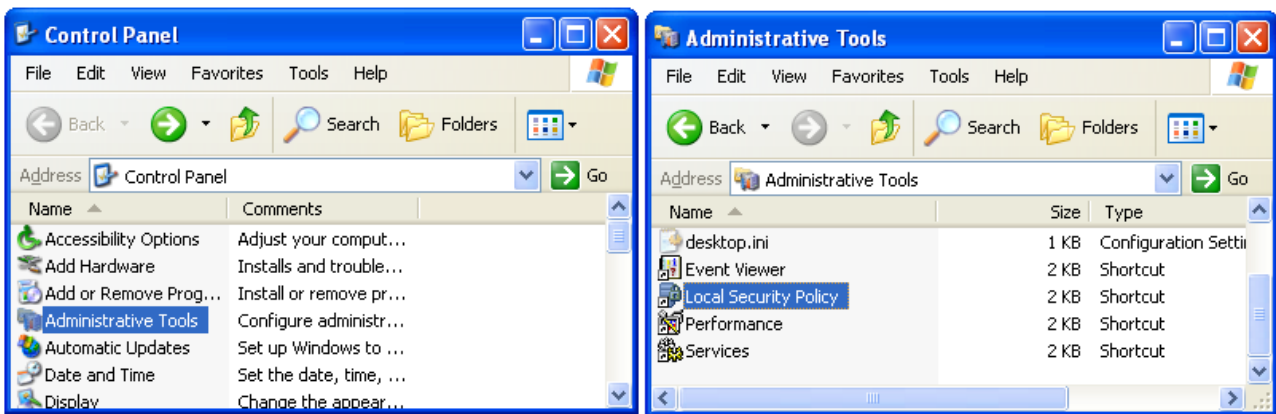 Control Panel
File Edit View Favorites Tools Help
Back Search Folders
Address Control Panel Go
Name Comments
Accessibility Options Adjust your comput...
Add Hardware Installs and trouble...
Add or Remove Prog... Install or remove pr...
Administrative Tools Configure administr...
Automatic Updates Set up Windows to ...
Date and Time Set the date, time, ...
Display Change the appear...
Administrative Tools
File Edit View Favorites Tools Help
Back Search Folders
Address Administrative Tools Go
Name Size Type
desktop.ini 1 KB Configuration Settin
Event Viewer 2 KB Shortcut
Local Security Policy 2 KB Shortcut
Performance 2 KB Shortcut
Services 2 KB Shortcut